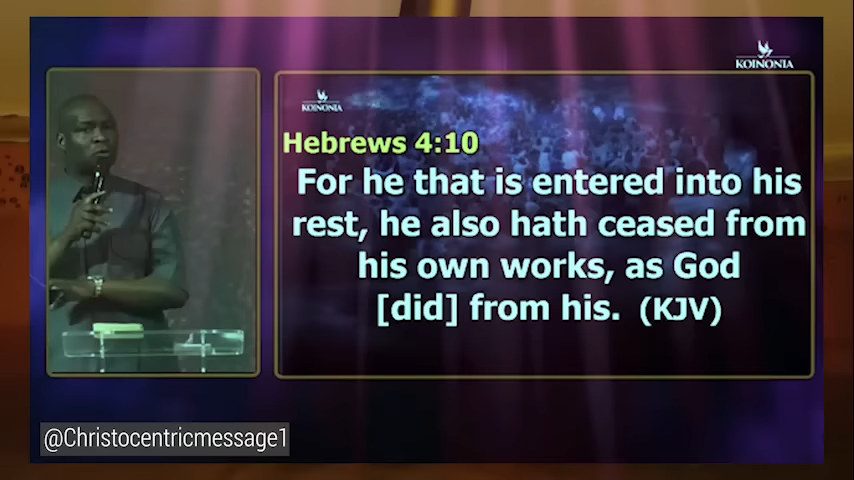 KOINONIA
KOINONIA
Hebrews 4:10
For he that is entered into his
rest, he also hath ceased from
his own works, as God
[did] from his. (KJV)
@Christocentricmessage1